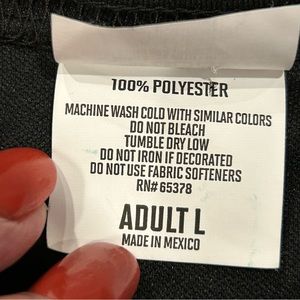 100% POLYESTER
MACHINE WASH COLD WITH SIMILAR COLORS
DO NOT BLEACH
TUMBLE DRY LOW
DO NOT IRON IF DECORATED
DO NOT USE FABRIC SOFTENERS
RN# 65378
ADULT L
MADE IN MEXICO